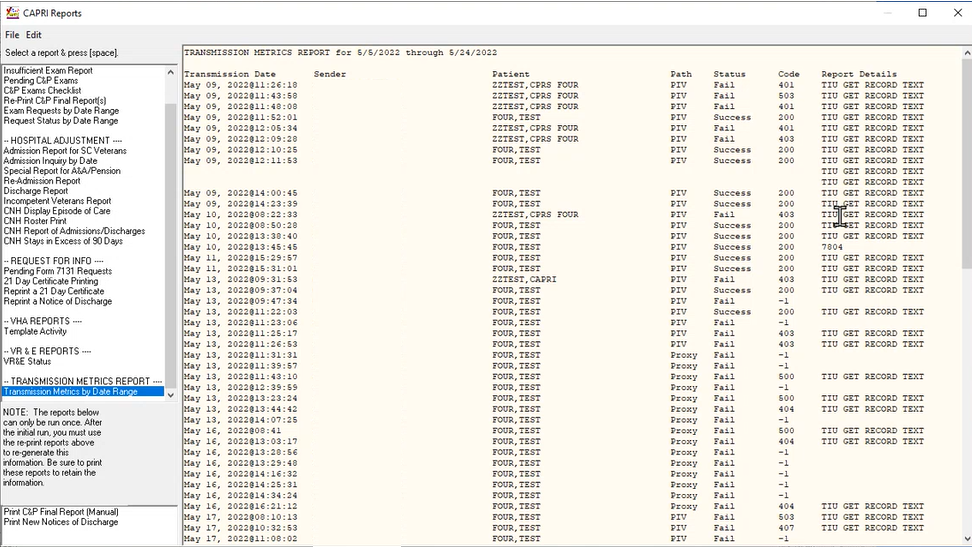 CAPRI Reports
File Edit
Select a report & press [space].
Insufficient Exam Report
Pending C&P Exams
C&P Exams Checklist
Re-Print C&P Final Report(s)
Exam Requests by Date Range
Request Status by Date Range
-- HOSPITAL ADJUSTMENT ----
Admission Report for SC Veterans
Admission Inquiry by Date
Special Report for A&A/Pension
Re-Admission Report
Discharge Report
Incompetent Veterans Report
CNH Display Episode of Care
CNH Roster Print
CNH Report of Admissions/Discharges
CNH Stays in Excess of 90 Days
-- REQUEST FOR INFO ----
Pending Form 7131 Requests
21 Day Certificate Printing
Reprint a 21 Day Certificate
Reprint a Notice of Discharge
-- VHA REPORTS ----
Template Activity
-- VR & E REPORTS ----
VR&E Status
-- TRANSMISSION METRICS REPORT ----
Transmission Metrics by Date Range
NOTE: The reports below
can only be run once. After
the initial run, you must use
the re-print reports above
to re-generate this
information. Be sure to print
these reports to retain the
information.
Print C&P Final Report (Manual)
Print New Notices of Discharge
TRANSMISSION METRICS REPORT for 5/5/2022 through 5/24/2022
Transmission Date Sender Patient Path Status Code Report Details
May 09, 2022@11:26:18 ZZTEST,CPRS FOUR PIV Fail 401 TIU GET RECORD TEXT
May 09, 2022@11:43:58 ZZTEST,CPRS FOUR PIV Fail 503 TIU GET RECORD TEXT
May 09, 2022@11:48:08 ZZTEST,CPRS FOUR PIV Fail 401 TIU GET RECORD TEXT
May 09, 2022@11:52:01 FOUR,TEST PIV Success 200 TIU GET RECORD TEXT
May 09, 2022@12:05:34 ZZTEST,CPRS FOUR PIV Fail 401 TIU GET RECORD TEXT
May 09, 2022@12:09:28 ZZTEST,CPRS FOUR PIV Fail 403 TIU GET RECORD TEXT
May 09, 2022@12:10:25 FOUR,TEST PIV Success 200 TIU GET RECORD TEXT
May 09, 2022@12:11:53 FOUR,TEST PIV Success 200 TIU GET RECORD TEXT
TIU GET RECORD TEXT
TIU GET RECORD TEXT
May 09, 2022@14:00:45 FOUR,TEST PIV Success 200 TIU GET RECORD TEXT
May 09, 2022@14:23:39 FOUR,TEST PIV Success 200 TIU GET RECORD TEXT
May 10, 2022@08:22:33 ZZTEST,CPRS FOUR PIV Fail 403 TIU GET RECORD TEXT
May 10, 2022@08:50:28 FOUR,TEST PIV Success 200 TIU GET RECORD TEXT
May 10, 2022@13:38:40 FOUR,TEST PIV Success 200 TIU GET RECORD TEXT
May 10, 2022@13:45:45 FOUR,TEST PIV Success 200 7804
May 11, 2022@15:29:57 FOUR,TEST PIV Success 200 TIU GET RECORD TEXT
May 11, 2022@15:31:01 FOUR,TEST PIV Success 200 TIU GET RECORD TEXT
May 13, 2022@09:31:53 ZZTEST,CAPRI PIV Fail 403 TIU GET RECORD TEXT
May 13, 2022@09:37:04 FOUR,TEST PIV Success 200 TIU GET RECORD TEXT
May 13, 2022@09:47:34 FOUR,TEST PIV Fail -1
May 13, 2022@11:22:03 FOUR,TEST PIV Success 200 TIU GET RECORD TEXT
May 13, 2022@11:23:06 FOUR,TEST PIV Fail -1
May 13, 2022@11:25:17 FOUR,TEST PIV Fail 403 TIU GET RECORD TEXT
May 13, 2022@11:26:53 FOUR,TEST PIV Fail 403 TIU GET RECORD TEXT
May 13, 2022@11:31:31 FOUR,TEST Proxy Fail -1
May 13, 2022@11:39:57 FOUR,TEST Proxy Fail -1
May 13, 2022@11:43:10 FOUR,TEST Proxy Fail 500 TIU GET RECORD TEXT
May 13, 2022@12:39:59 FOUR,TEST Proxy Fail -1
May 13, 2022@13:23:24 FOUR,TEST Proxy Fail 500 TIU GET RECORD TEXT
May 13, 2022@13:44:42 FOUR,TEST Proxy Fail 404 TIU GET RECORD TEXT
May 13, 2022@14:07:25 FOUR,TEST Proxy Fail -1
May 16, 2022@08:41 FOUR,TEST Proxy Fail 500 TIU GET RECORD TEXT
May 16, 2022@13:03:17 FOUR,TEST Proxy Fail 404 TIU GET RECORD TEXT
May 16, 2022@13:28:56 FOUR,TEST Proxy Fail -1
May 16, 2022@13:29:48 FOUR,TEST Proxy Fail -1
May 16, 2022@14:16:32 FOUR,TEST Proxy Fail -1
May 16, 2022@14:25:31 FOUR,TEST Proxy Fail -1
May 16, 2022@14:34:24 FOUR,TEST Proxy Fail -1
May 16, 2022@16:21:12 FOUR,TEST Proxy Fail 404 TIU GET RECORD TEXT
May 17, 2022@08:10:13 FOUR,TEST PIV Fail 503 TIU GET RECORD TEXT
May 17, 2022@10:32:53 FOUR,TEST PIV Fail 407 TIU GET RECORD TEXT
May 17, 2022@11:08:02 FOUR,TEST PIV Fail -1